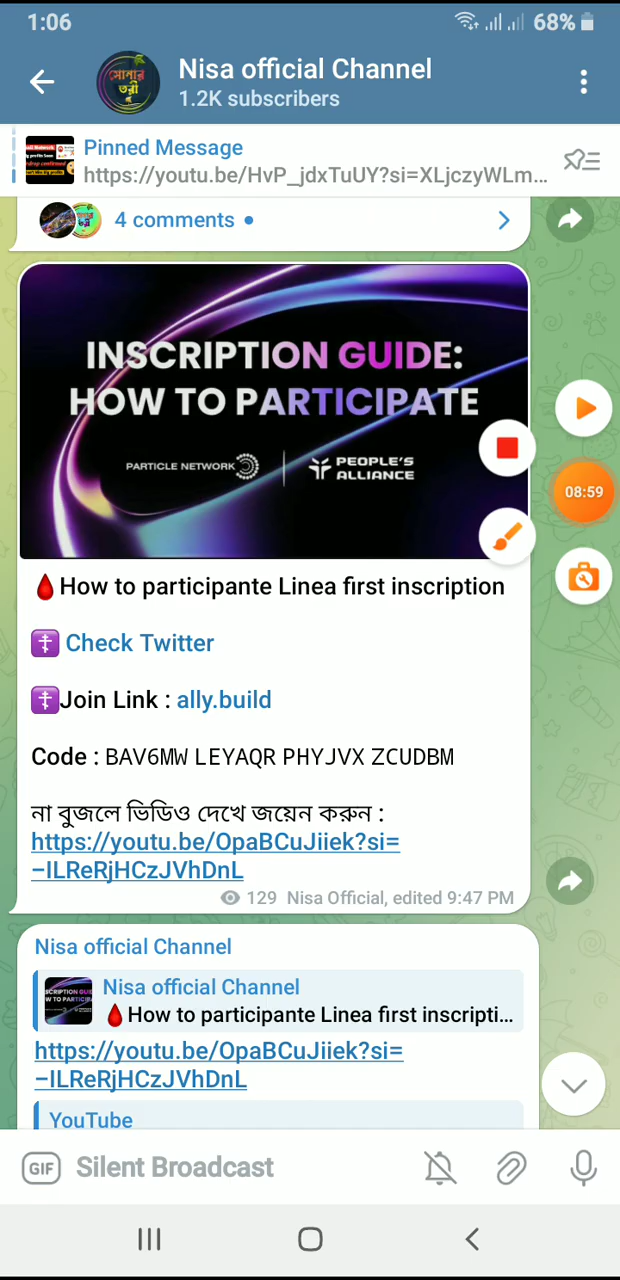 1:06
68%
সোনার
তরী
Nisa official Channel
1.2K subscribers
Pinned Message
https://youtu.be/HvP_jdxTuUY?si=XLjczyWLm...
4 comments
INSCRIPTION GUIDE:
HOW TO PARTICIPATE
PARTICLE NETWORK
PEOPLE'S
ALLIANCE
08:59
How to participante Linea first inscription
Check Twitter
Join Link : ally.build
Code : BAV6MW LEYAQR PHYJVX ZCUDBM
না বুজলে ভিডিও দেখে জয়েন করুন :
https://youtu.be/OpaBCuJiiek?si=
–ILReRjHCzJVhDnL
129 Nisa Official, edited 9:47 PM
Nisa official Channel
Nisa official Channel
How to participante Linea first inscripti...
https://youtu.be/OpaBCuJiiek?si=
–ILReRjHCzJVhDnL
YouTube
GIF Silent Broadcast